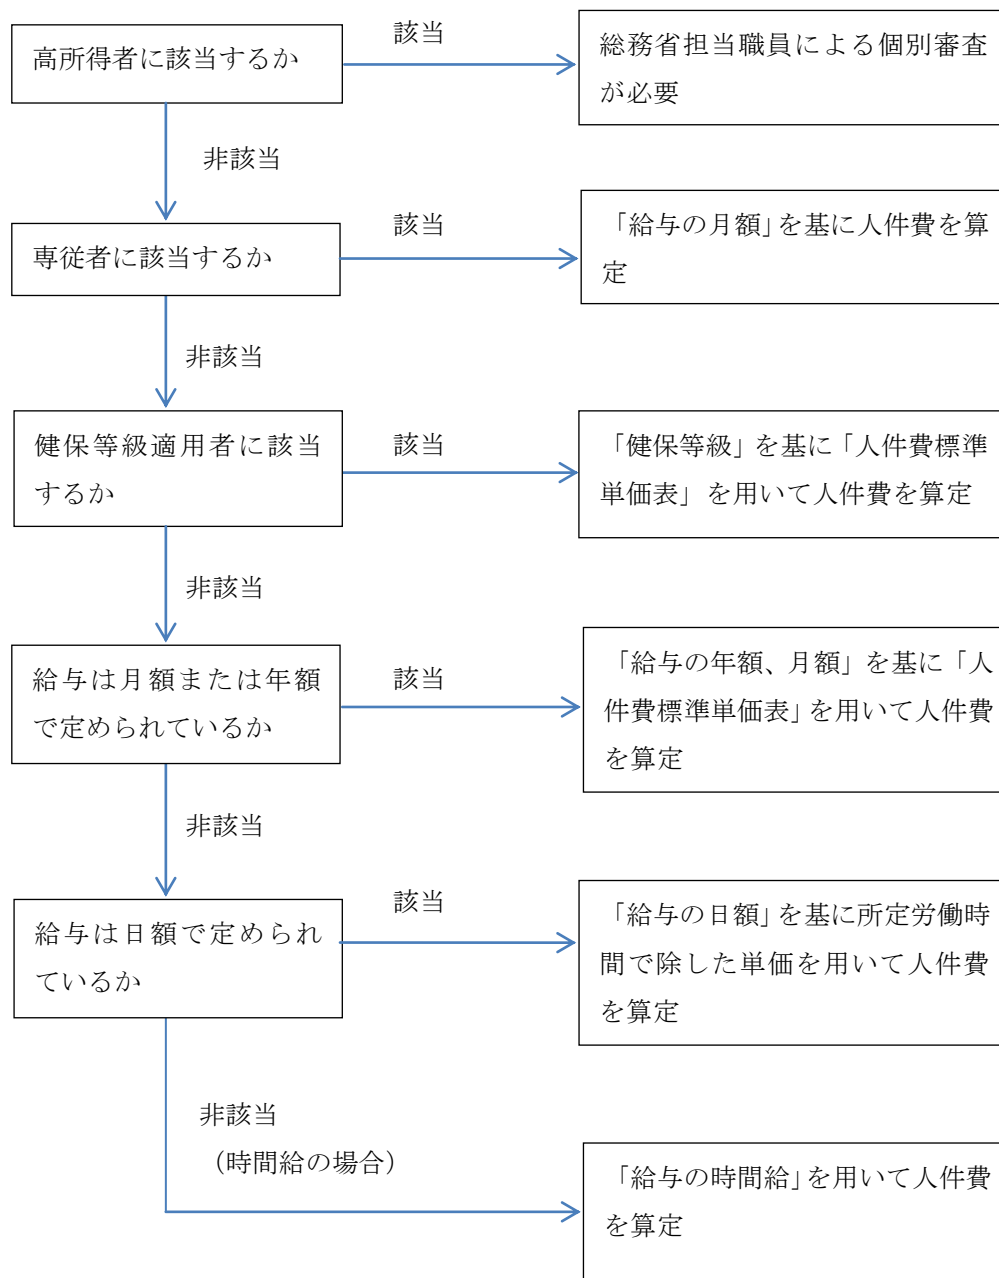 高所得者に該当するか
該当
総務省担当職員による個別審査
が必要
非該当
専従者に該当するか
該当
「給与の月額」を基に人件費を算
定
非該当
健保等級適用者に該当
するか
該当
「健保等級」を基に「人件費標準
単価表」を用いて人件費を算定
非該当
給与は月額または年額
で定められているか
該当
「給与の年額、月額」を基に「人
件費標準単価表」を用いて人件費
を算定
非該当
給与は日額で定められ
ているか
該当
「給与の日額」を基に所定労働時
間で除した単価を用いて人件費
を算定
非該当
（時間給の場合）
「給与の時間給」を用いて人件費
を算定